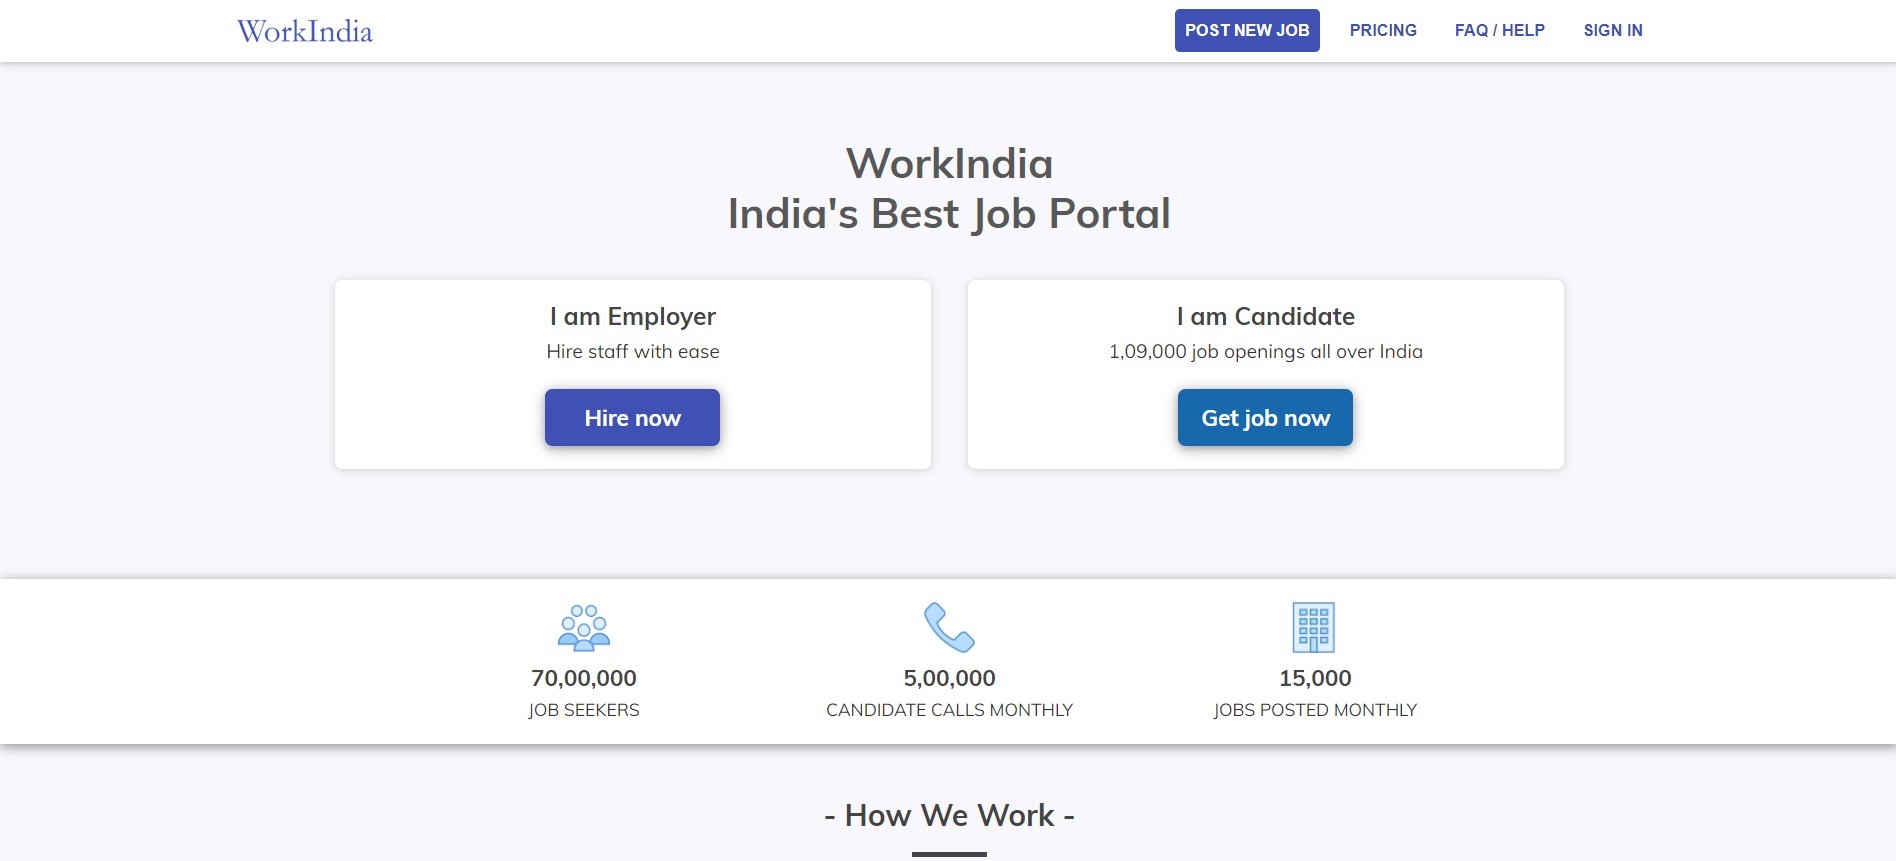 WorkIndia
POST NEW JOB
PRICING
FAQ / HELP
SIGN IN
WorkIndia
India's Best Job Portal
I am Employer
Hire staff with ease
Hire now
I am Candidate
1,09,000 job openings all over India
Get job now
70,00,000
JOB SEEKERS
5,00,000
CANDIDATE CALLS MONTHLY
15,000
JOBS POSTED MONTHLY
- How We Work -